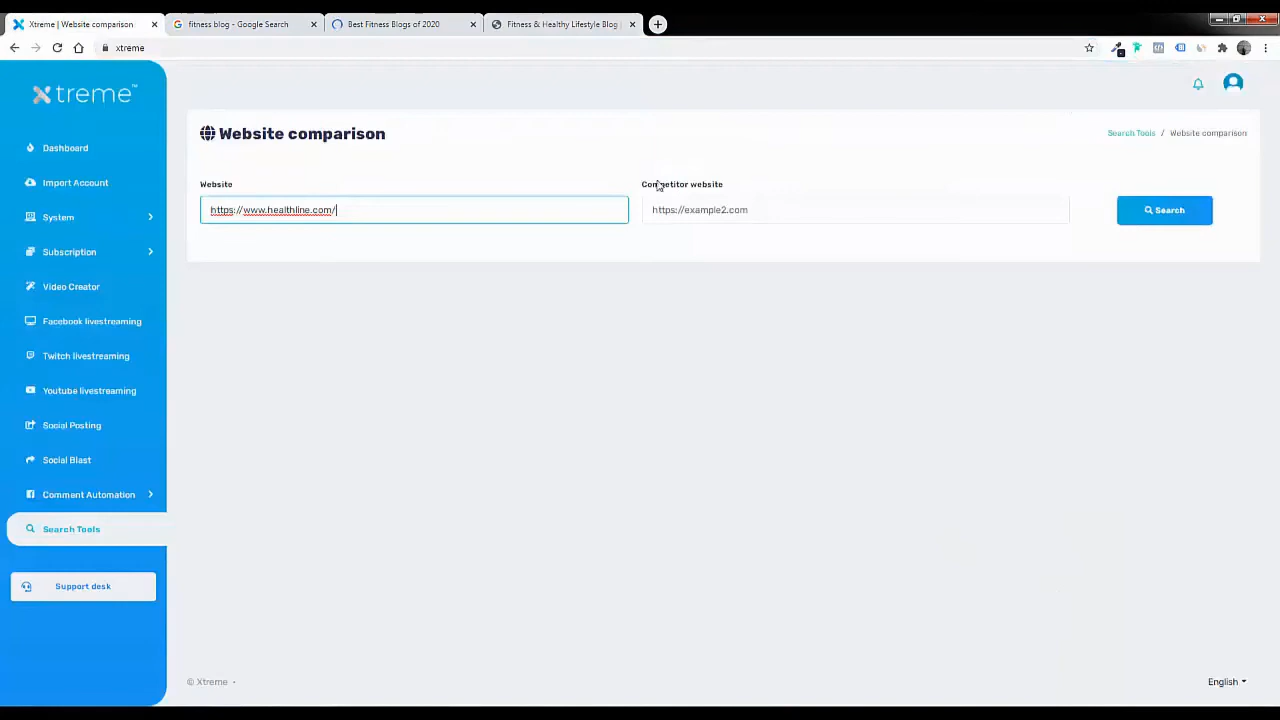 Xtreme | Website comparison
fitness blog - Google Search
Best Fitness Blogs of 2020
Fitness & Healthy Lifestyle Blog |
xtreme
Xtreme™
Dashboard
Import Account
System
Subscription
Video Creator
Facebook livestreaming
Twitch livestreaming
Youtube livestreaming
Social Posting
Social Blast
Comment Automation
Search Tools
Support desk
Website comparison
Search Tools / Website comparison
Website
Competitor website
https://www.healthline.com/
https://example2.com
Search
© Xtreme -
English